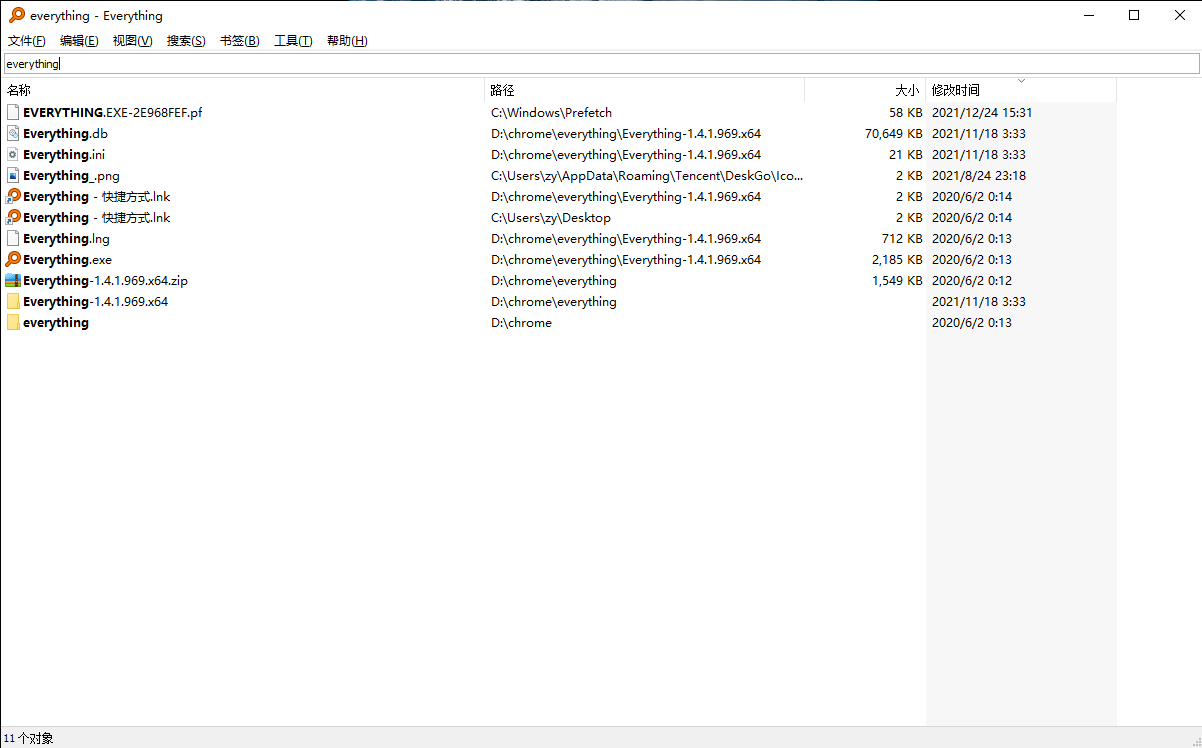 everything - Everything
文件(F) 编辑(E) 视图(V) 搜索(S) 书签(B) 工具(T) 帮助(H)
everything
名称 路径 大小 修改时间
EVERYTHING.EXE-2E968FEF.pf C:\Windows\Prefetch 58 KB 2021/12/24 15:31
Everything.db D:\chrome\everything\Everything-1.4.1.969.x64 70,649 KB 2021/11/18 3:33
Everything.ini D:\chrome\everything\Everything-1.4.1.969.x64 21 KB 2021/11/18 3:33
Everything_.png C:\Users\zy\AppData\Roaming\Tencent\DeskGo\Ico... 2 KB 2021/8/24 23:18
Everything - 快捷方式.lnk D:\chrome\everything\Everything-1.4.1.969.x64 2 KB 2020/6/2 0:14
Everything - 快捷方式.lnk C:\Users\zy\Desktop 2 KB 2020/6/2 0:14
Everything.lng D:\chrome\everything\Everything-1.4.1.969.x64 712 KB 2020/6/2 0:13
Everything.exe D:\chrome\everything\Everything-1.4.1.969.x64 2,185 KB 2020/6/2 0:13
Everything-1.4.1.969.x64.zip D:\chrome\everything 1,549 KB 2020/6/2 0:12
Everything-1.4.1.969.x64 D:\chrome\everything 2021/11/18 3:33
everything D:\chrome 2020/6/2 0:13
11 个对象